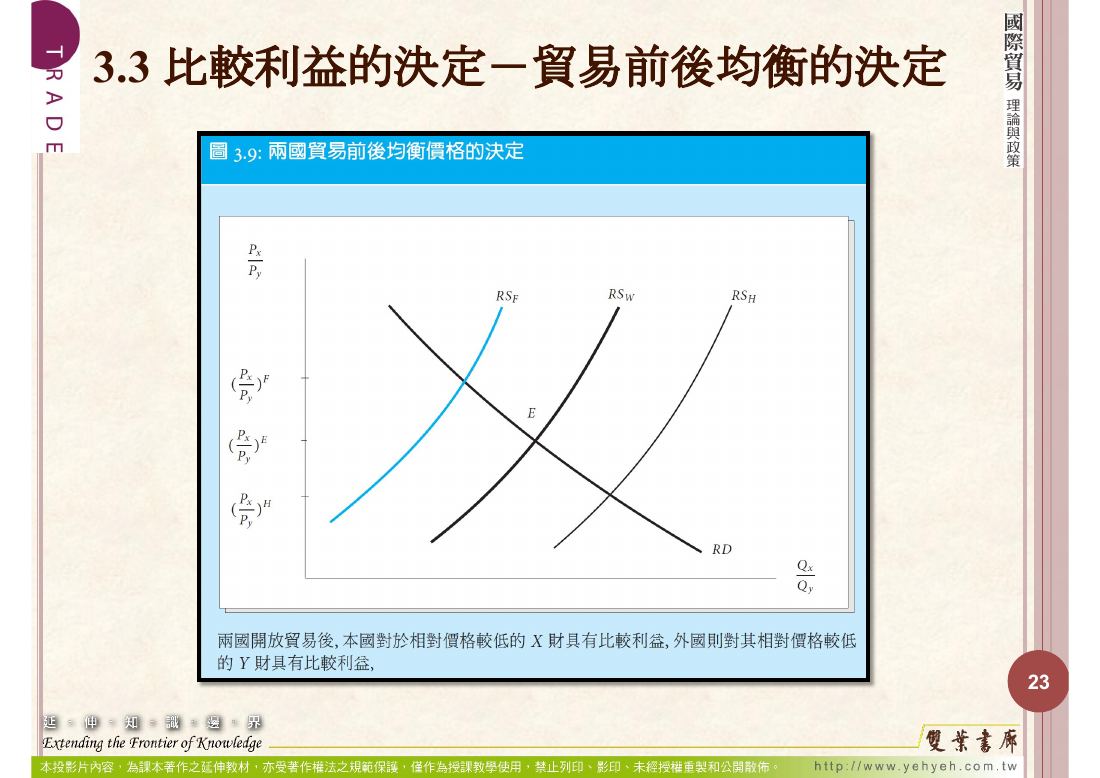 TRADE
3.3 比較利益的決定－貿易前後均衡的決定
國際貿易 理論與政策
圖 3.9: 兩國貿易前後均衡價格的決定
Px
Py
RSF
RSW
RSH
(Px/Py)F
E
(Px/Py)E
(Px/Py)H
RD
Qx
Qy
兩國開放貿易後, 本國對於相對價格較低的 X 財具有比較利益, 外國則對其相對價格較低
的 Y 財具有比較利益,
23
延・伸・知・識・邊・界
Extending the Frontier of Knowledge
雙葉書廊
本投影片內容，為課本著作之延伸教材，亦受著作權法之規範保護，僅作為授課教學使用，禁止列印、影印、未經授權重製和公開散佈。
http://www.yehyeh.com.tw